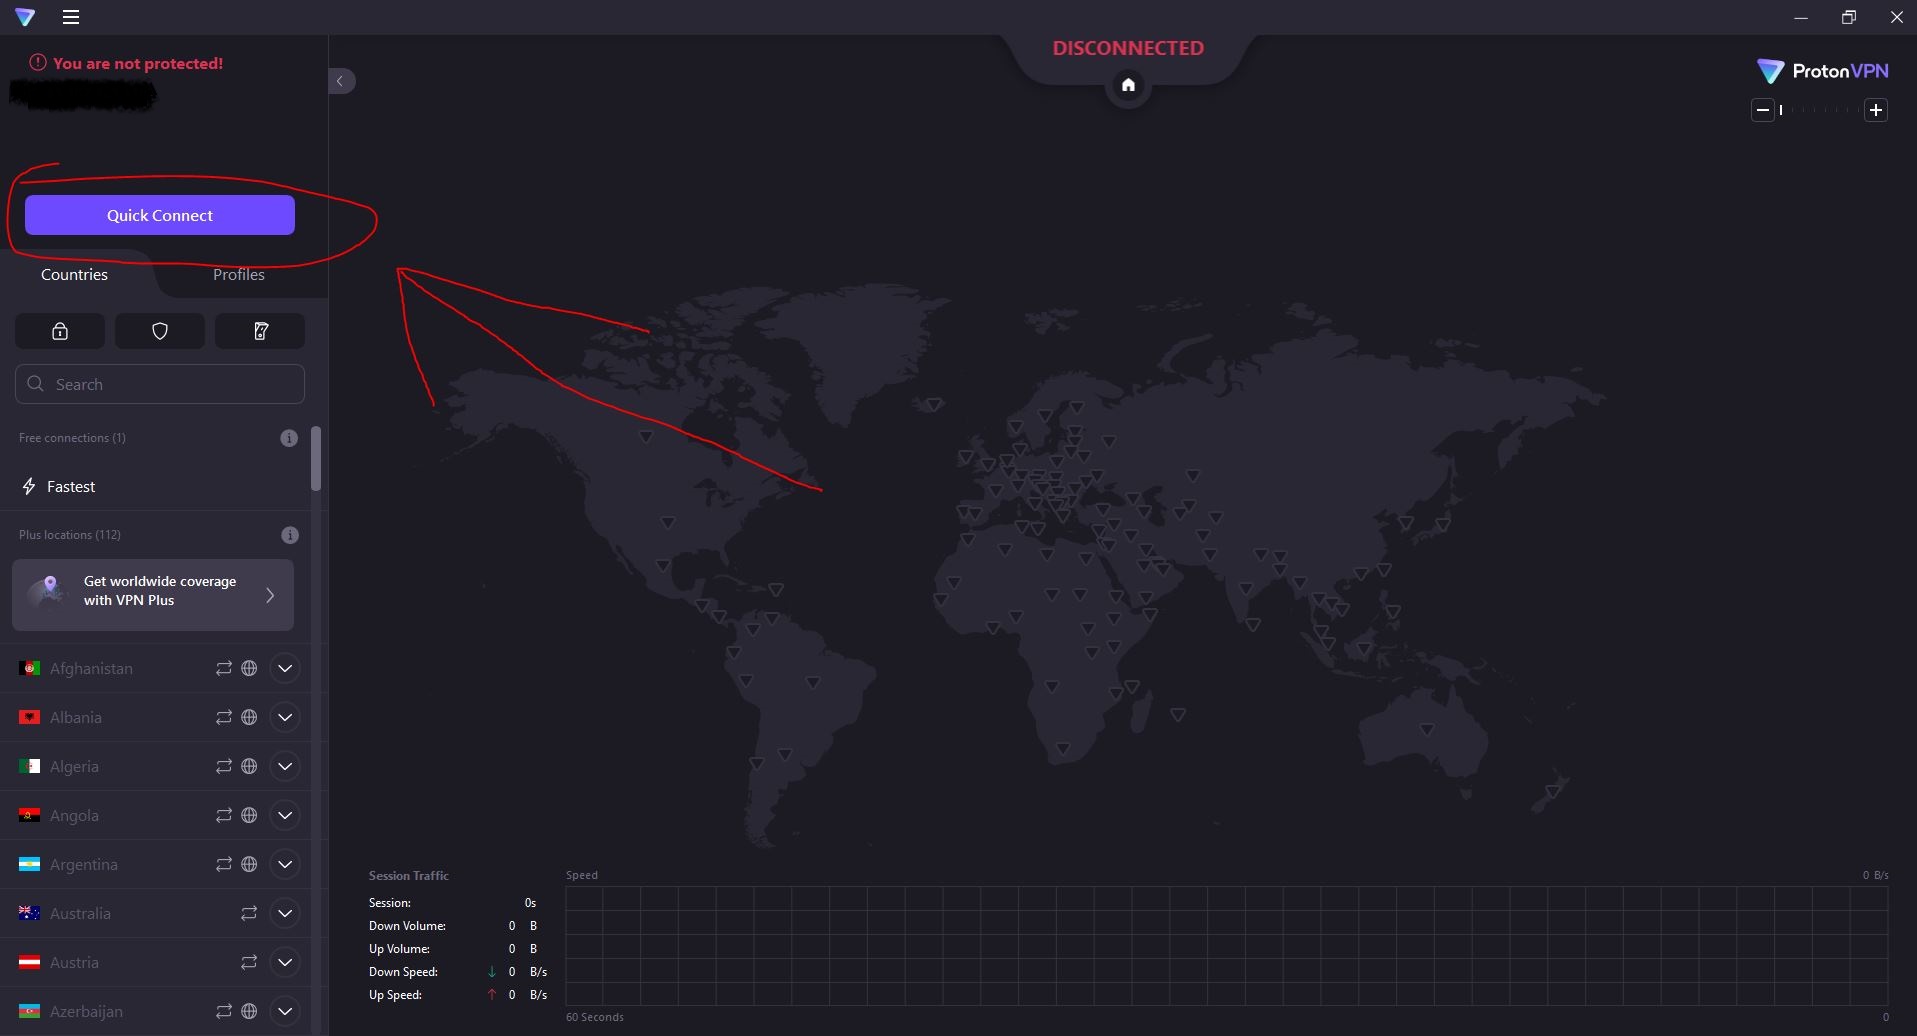 DISCONNECTED
You are not protected!
ProtonVPN
Quick Connect
Countries
Profiles
Search
Free connections (1)
Fastest
Plus locations (112)
Get worldwide coverage
with VPN Plus
Afghanistan
Albania
Algeria
Angola
Argentina
Australia
Austria
Azerbaijan
Session Traffic
Session: 0s
Down Volume: 0 B
Up Volume: 0 B
Down Speed: ↓ 0 B/s
Up Speed: ↑ 0 B/s
Speed
0 B/s
60 Seconds
0